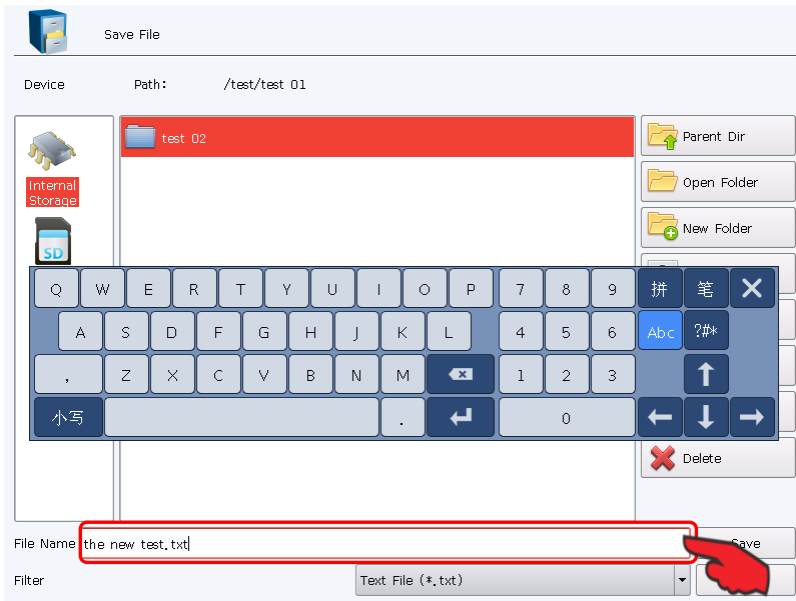 Save File
Device Path: /test/test 01
test 02
Parent Dir
Internal
Storage
Open Folder
New Folder
SD
Q W E R T Y U I O P 7 8 9 拼 笔
A S D F G H J K L 4 5 6 Abc ?#*
, Z X C V B N M 1 2 3
小写 . 0
Delete
File Name the new test.txt Save
Filter Text File (*.txt)